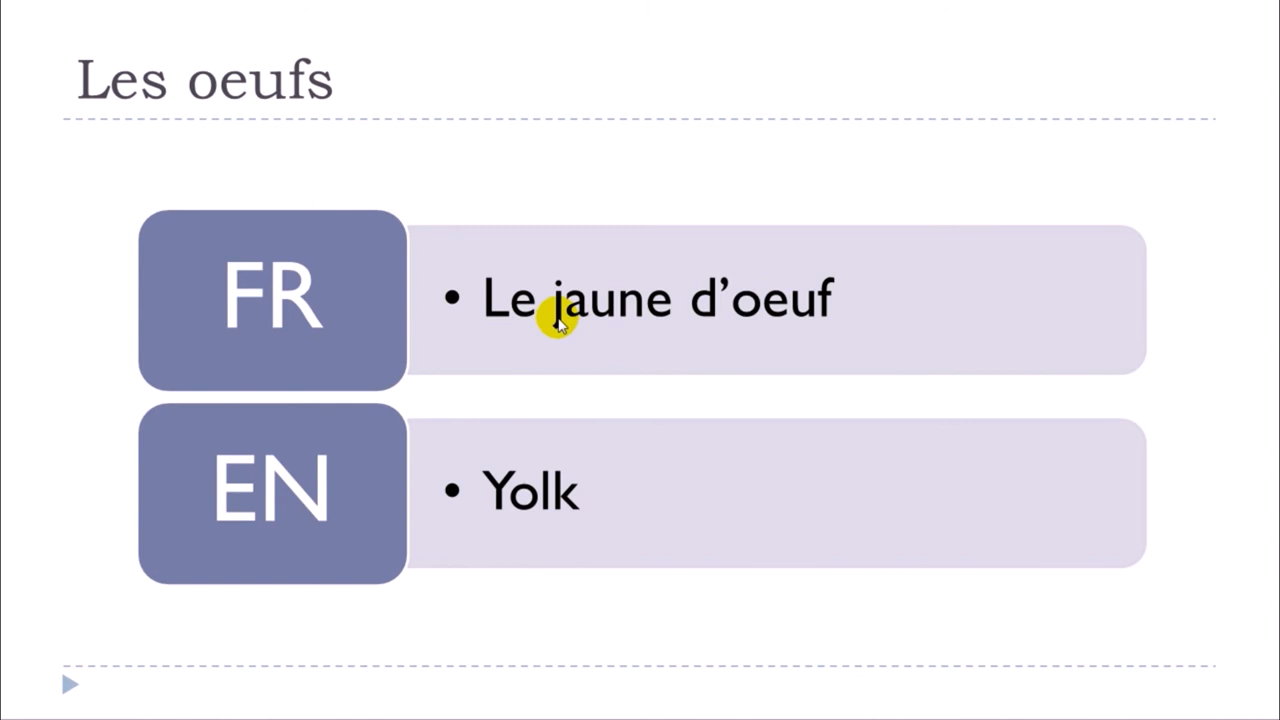 Les oeufs
FR
• Le jaune d’oeuf
EN
• Yolk